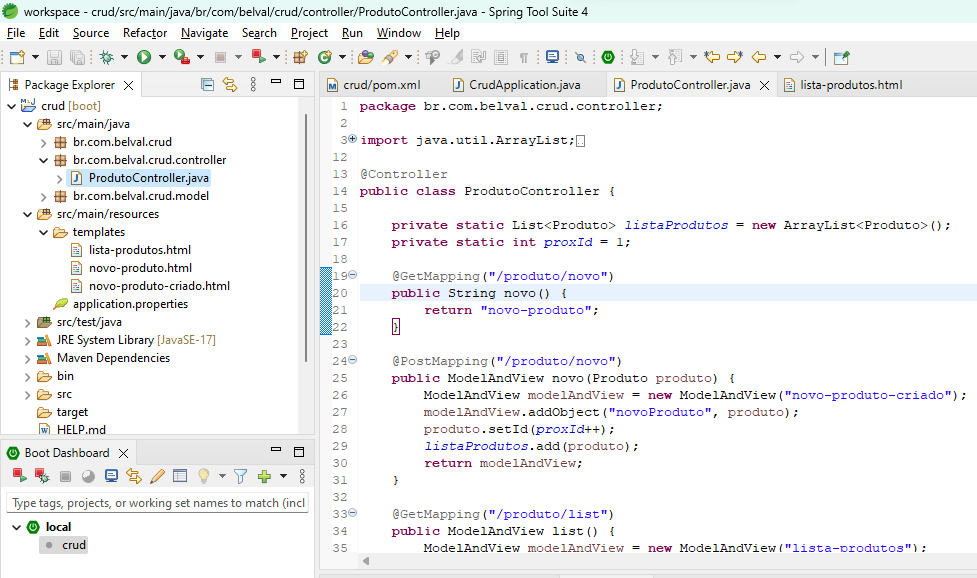 workspace - crud/src/main/java/br/com/belval/crud/controller/ProdutoController.java - Spring Tool Suite 4
File Edit Source Refactor Navigate Search Project Run Window Help
Package Explorer
crud [boot]
src/main/java
br.com.belval.crud
br.com.belval.crud.controller
ProdutoController.java
br.com.belval.crud.model
src/main/resources
templates
lista-produtos.html
novo-produto.html
novo-produto-criado.html
application.properties
src/test/java
JRE System Library [JavaSE-17]
Maven Dependencies
bin
src
target
HELP.md
Boot Dashboard
Type tags, projects, or working set names to match (incl
local
crud
crud/pom.xml CrudApplication.java ProdutoController.java lista-produtos.html
1 package br.com.belval.crud.controller;
2
3 import java.util.ArrayList;
12
13 @Controller
14 public class ProdutoController {
15
16 private static List<Produto> listaProdutos = new ArrayList<Produto>();
17 private static int proxId = 1;
18
19 @GetMapping("/produto/novo")
20 public String novo() {
21 return "novo-produto";
22 }
23
24 @PostMapping("/produto/novo")
25 public ModelAndView novo(Produto produto) {
26 ModelAndView modelAndView = new ModelAndView("novo-produto-criado");
27 modelAndView.addObject("novoProduto", produto);
28 produto.setId(proxId++);
29 listaProdutos.add(produto);
30 return modelAndView;
31 }
32
33 @GetMapping("/produto/list")
34 public ModelAndView list() {
35 ModelAndView modelAndView = new ModelAndView("lista-produtos");